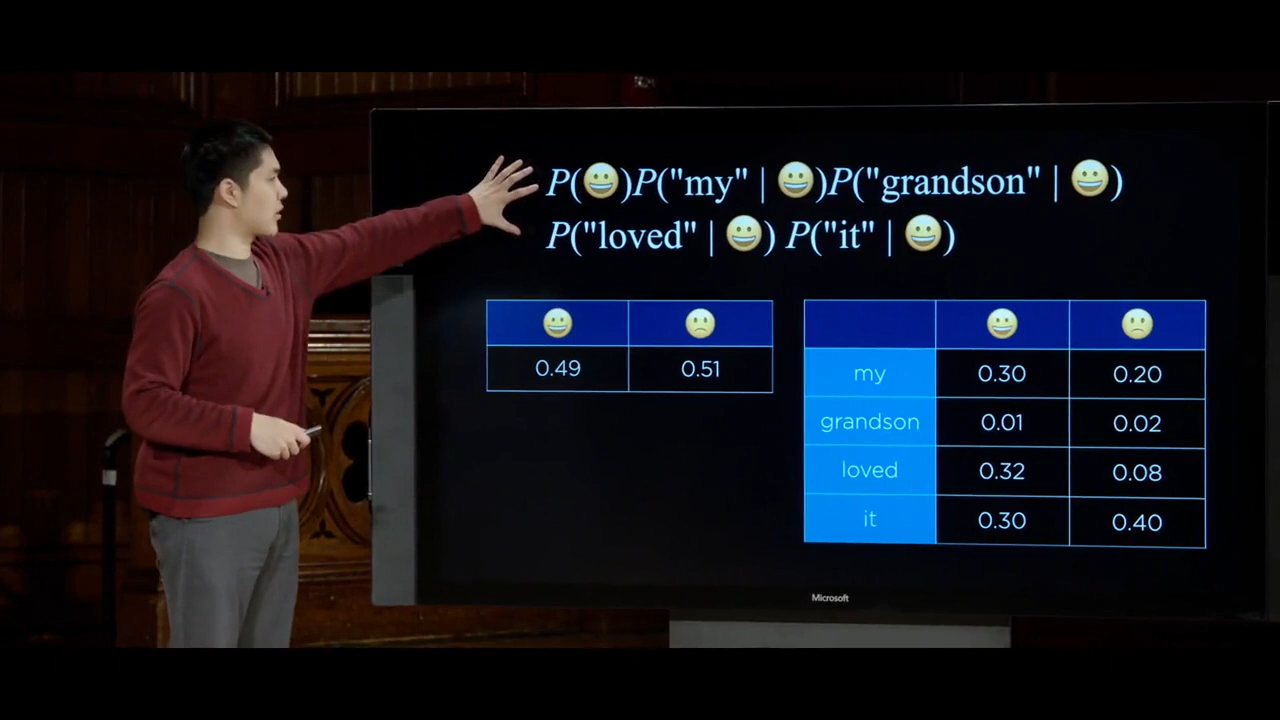 P(😀)P("my" | 😀)P("grandson" | 😀)
P("loved" | 😀) P("it" | 😀)
😀 🙁
0.49 0.51
😀 🙁
my 0.30 0.20
grandson 0.01 0.02
loved 0.32 0.08
it 0.30 0.40
Microsoft